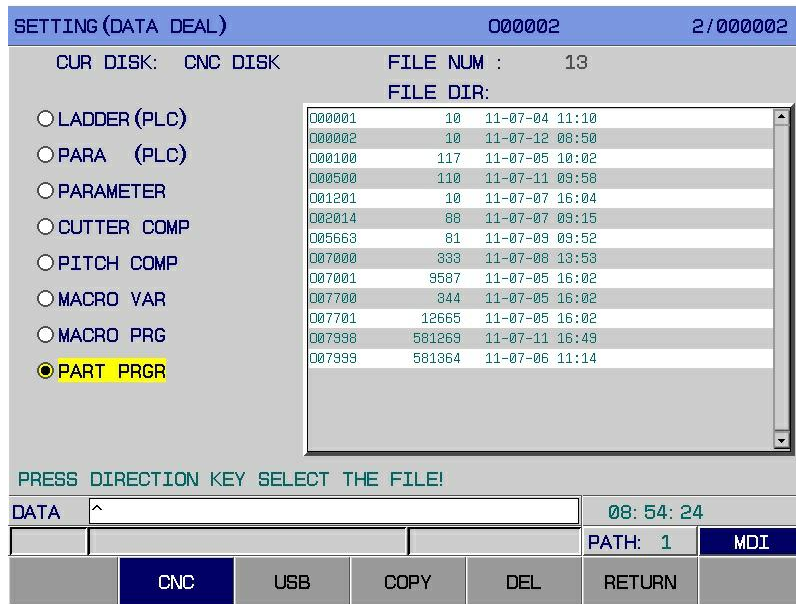 SETTING(DATA DEAL) O00002 2/000002
CUR DISK: CNC DISK FILE NUM : 13
FILE DIR:
LADDER(PLC)
PARA (PLC)
PARAMETER
CUTTER COMP
PITCH COMP
MACRO VAR
MACRO PRG
PART PRGR
O00001 10 11-07-04 11:10
O00002 10 11-07-12 08:50
O00100 117 11-07-05 10:02
O00500 110 11-07-11 09:58
O01201 10 11-07-07 16:04
O02014 88 11-07-07 09:15
O05663 81 11-07-09 09:52
O07000 333 11-07-08 13:53
O07001 9587 11-07-05 16:02
O07700 344 11-07-05 16:02
O07701 12665 11-07-05 16:02
O07998 581269 11-07-11 16:49
O07999 581364 11-07-06 11:14
PRESS DIRECTION KEY SELECT THE FILE!
DATA ^ 08:54:24
PATH: 1 MDI
CNC USB COPY DEL RETURN